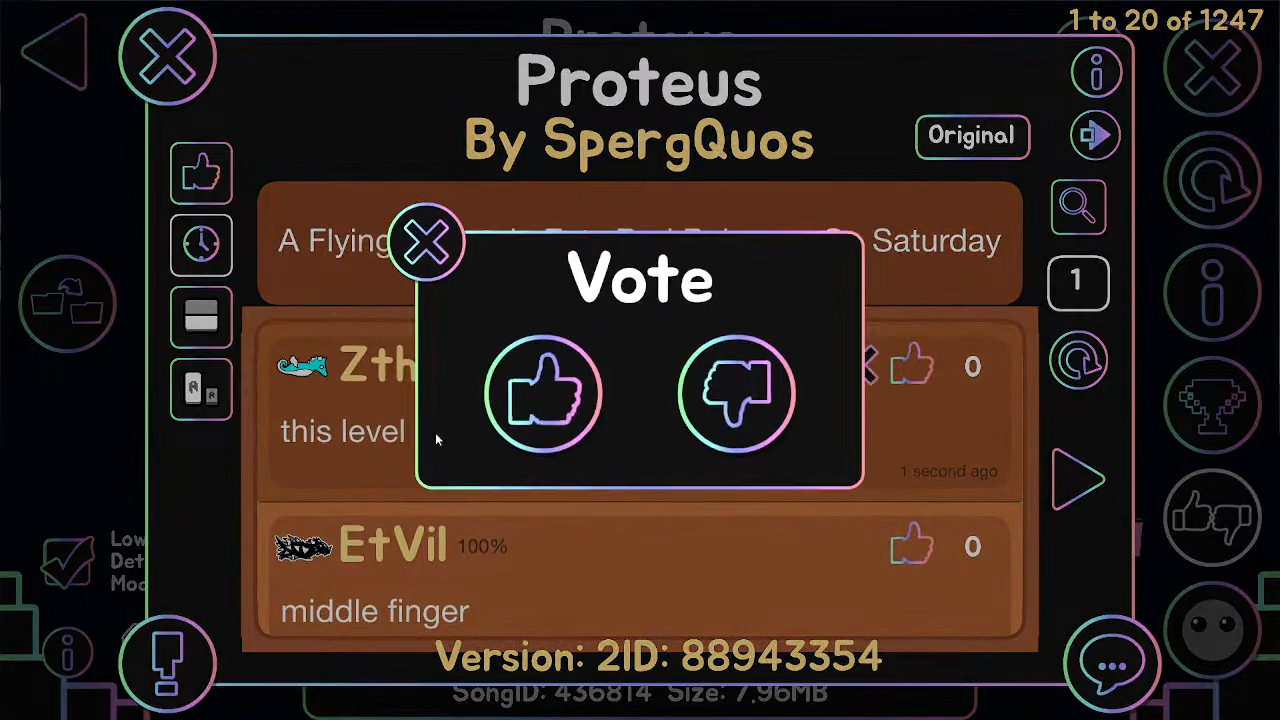 1 to 20 of 1247
Proteus
By SpergQuos
Original
A Flying
Saturday
Vote
1
Zth
0
this level
1 second ago
EtVil 100%
0
middle finger
Low
Det
Mod
Version: 2ID: 88943354
SongID: 436814 Size: 7.96MB